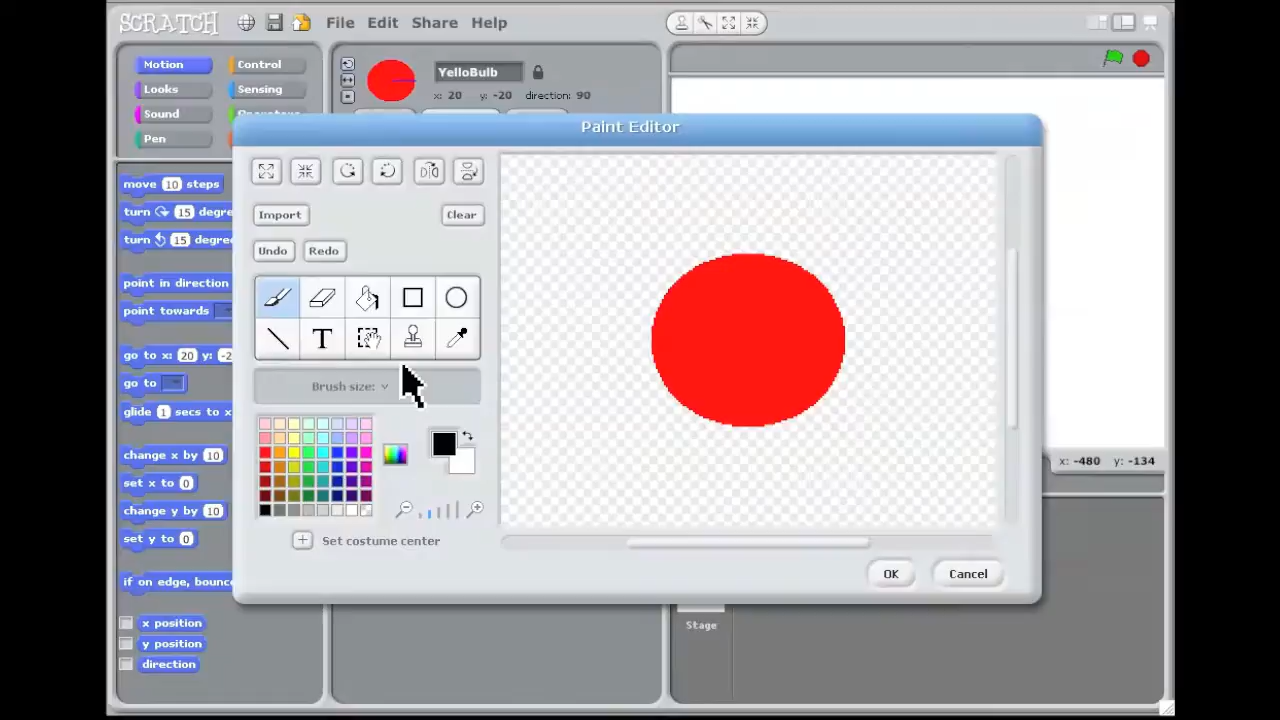 SCRATCH File Edit Share Help
Motion Control
Looks Sensing
Sound
Pen
YelloBulb
x: 20 y: -20 direction: 90
Paint Editor
Import Clear
Undo Redo
T
Brush size:
Set costume center
OK Cancel
move 10 steps
turn 15 degre
turn 15 degre
point in direction
point towards
go to x: 20 y: -2
go to
glide 1 secs to x
change x by 10
set x to 0
change y by 10
set y to 0
if on edge, bounc
x position
y position
direction
x: -480 y: -134
Stage